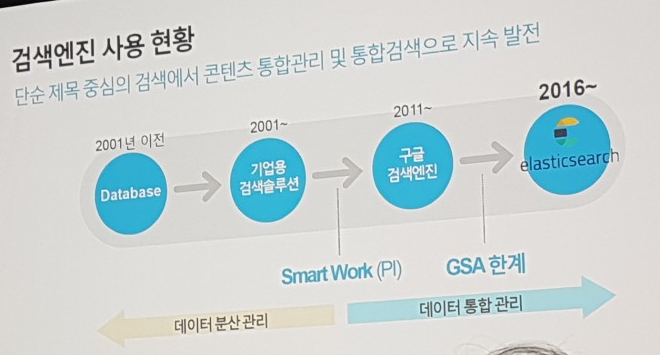 검색엔진 사용 현황
단순 제목 중심의 검색에서 콘텐츠 통합관리 및 통합검색으로 지속 발전
2001년 이전
2001~
2011~
2016~
Database
기업용
검색솔루션
구글
검색엔진
elasticsearch
Smart Work (PI)
GSA 한계
데이터 분산 관리
데이터 통합 관리